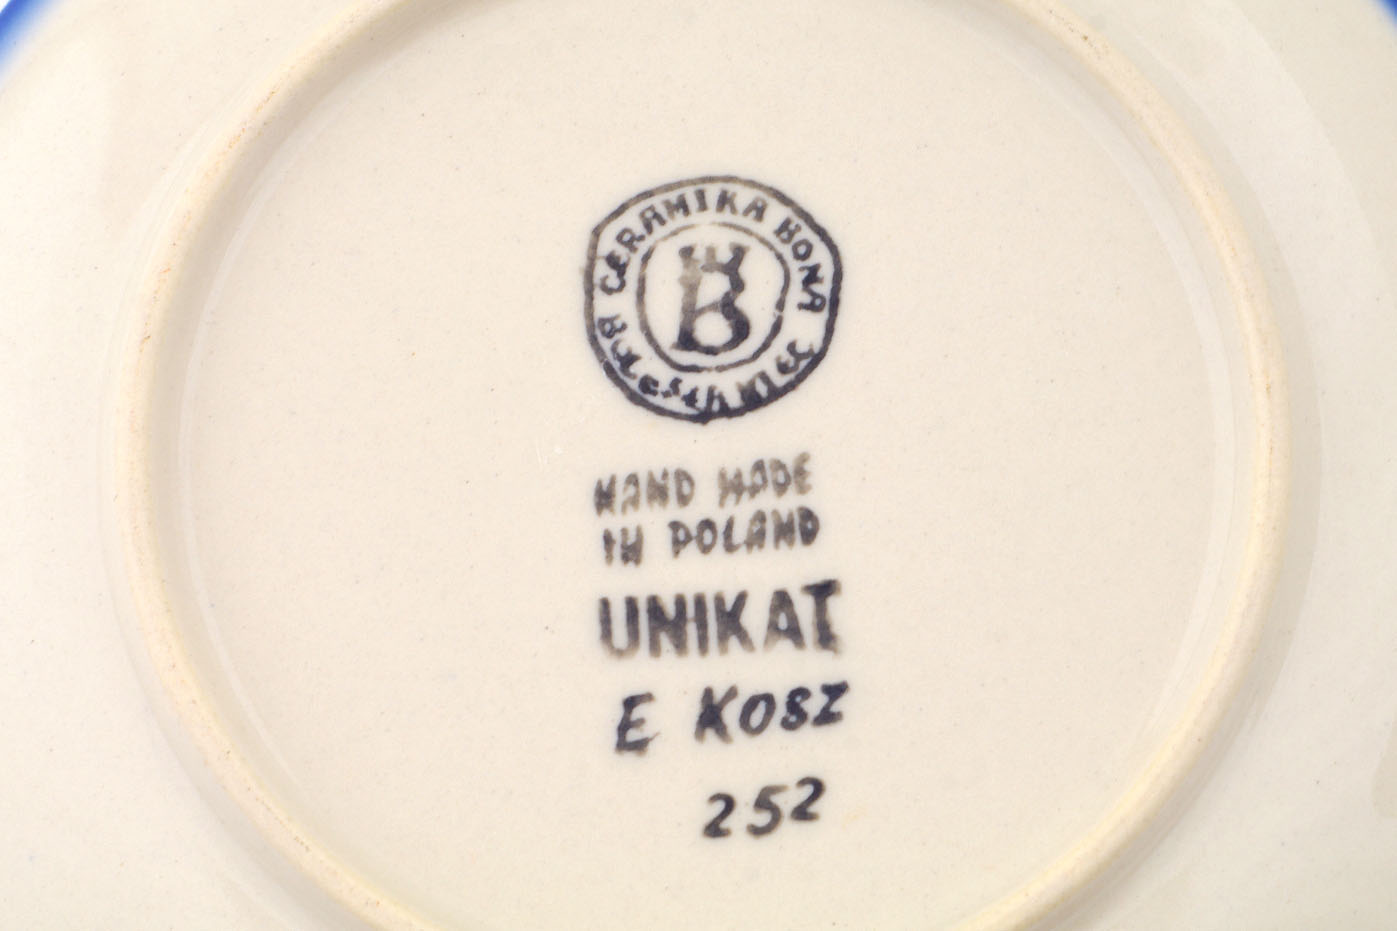 CERAMIKA BONA
BOLESŁAWIEC
B
HAND MADE
IN POLAND
UNIKAT
E KOSZ
252